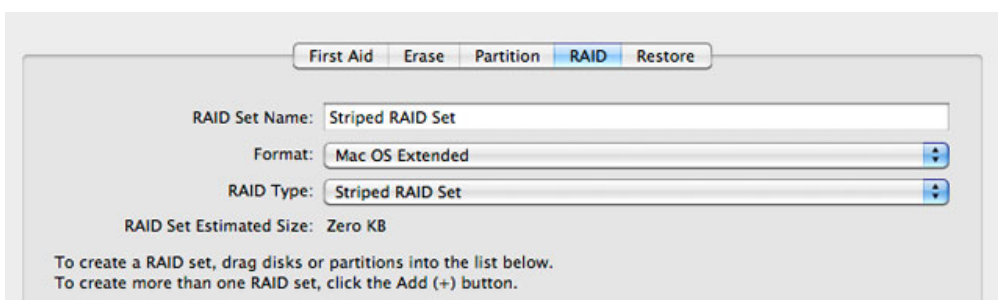 First Aid Erase Partition RAID Restore
RAID Set Name: Striped RAID Set
Format: Mac OS Extended
RAID Type: Striped RAID Set
RAID Set Estimated Size: Zero KB
To create a RAID set, drag disks or partitions into the list below.
To create more than one RAID set, click the Add (+) button.